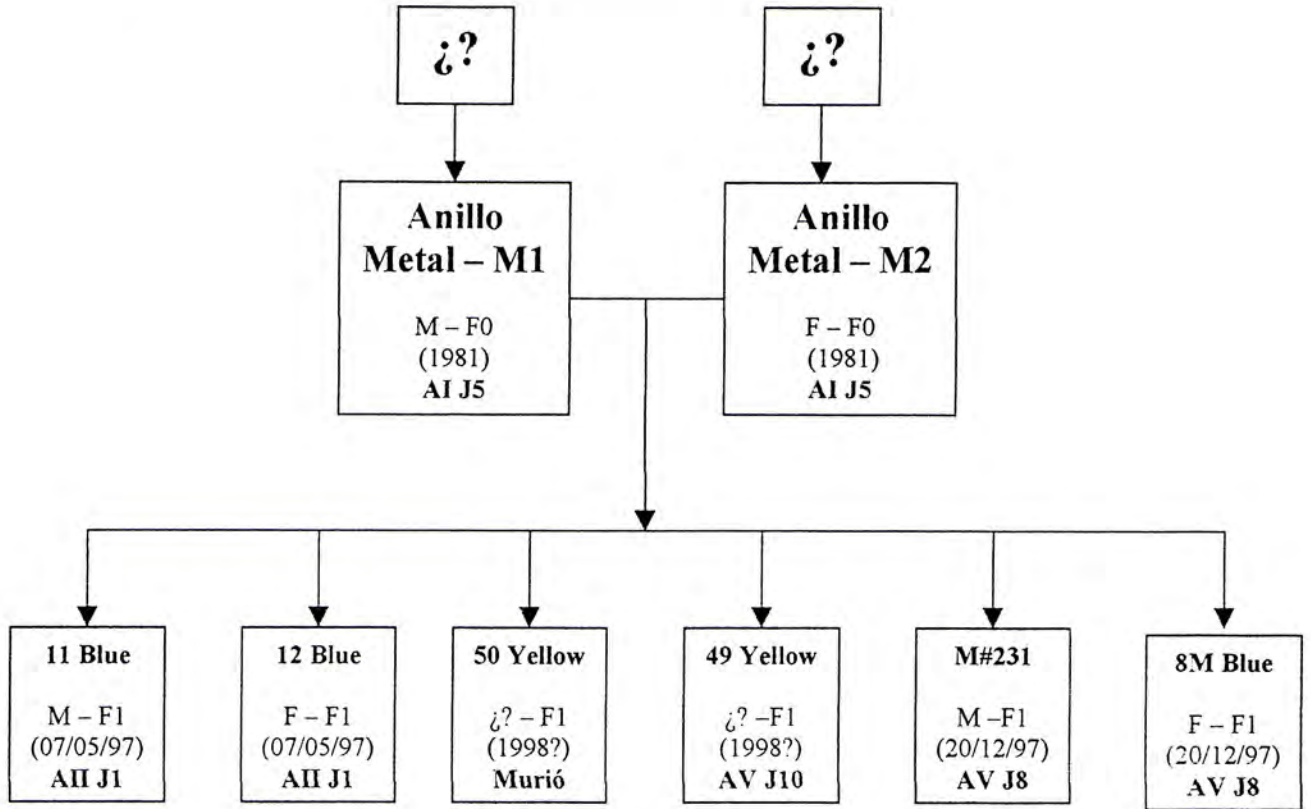 ¿?
¿?
Anillo
Metal – M1
M – F0
(1981)
AI J5
Anillo
Metal – M2
F – F0
(1981)
AI J5
11 Blue
M – F1
(07/05/97)
AII J1
12 Blue
F – F1
(07/05/97)
AII J1
50 Yellow
¿? – F1
(1998?)
Murió
49 Yellow
¿? –F1
(1998?)
AV J10
M#231
M –F1
(20/12/97)
AV J8
8M Blue
F – F1
(20/12/97)
AV J8